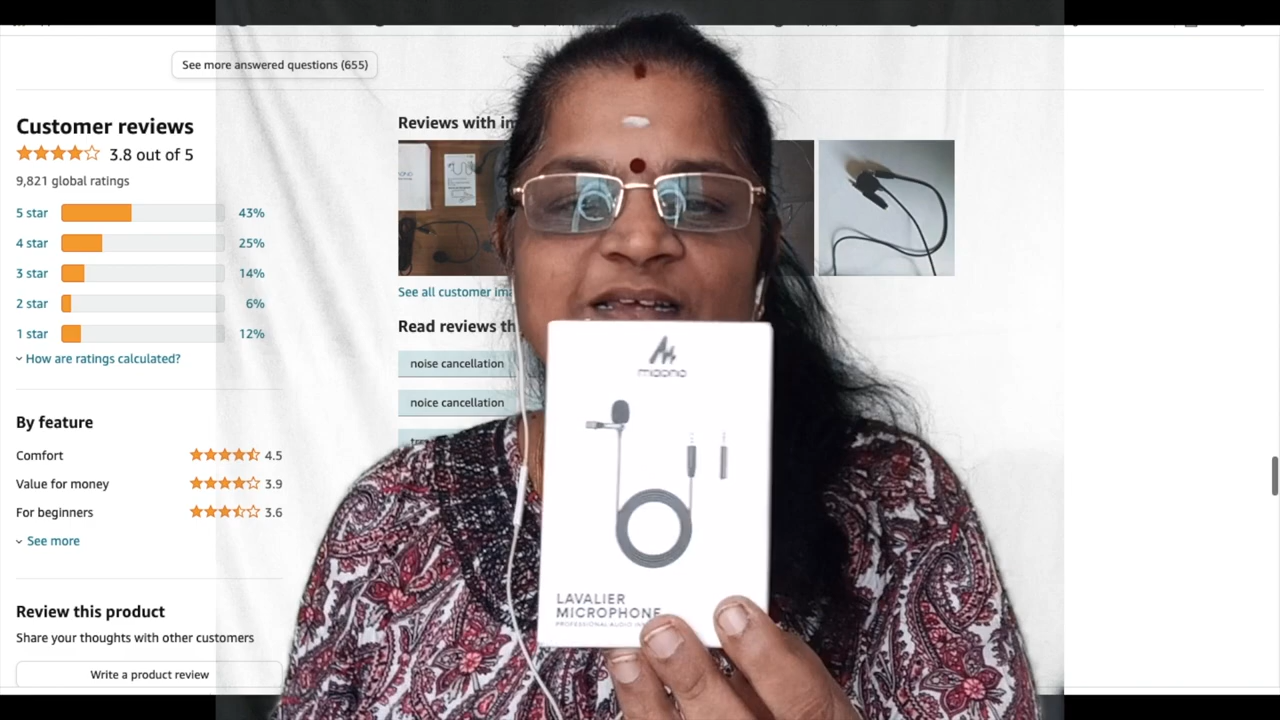 See more answered questions (655)
Customer reviews
3.8 out of 5
9,821 global ratings
5 star 43%
4 star 25%
3 star 14%
2 star 6%
1 star 12%
How are ratings calculated?
By feature
Comfort 4.5
Value for money 3.9
For beginners 3.6
See more
Review this product
Share your thoughts with other customers
Write a product review
Reviews with im
See all customer ima
Read reviews th
noise cancellation
noice cancellation
maono
LAVALIER
MICROPHONE
PROFESSIONAL AUDIO